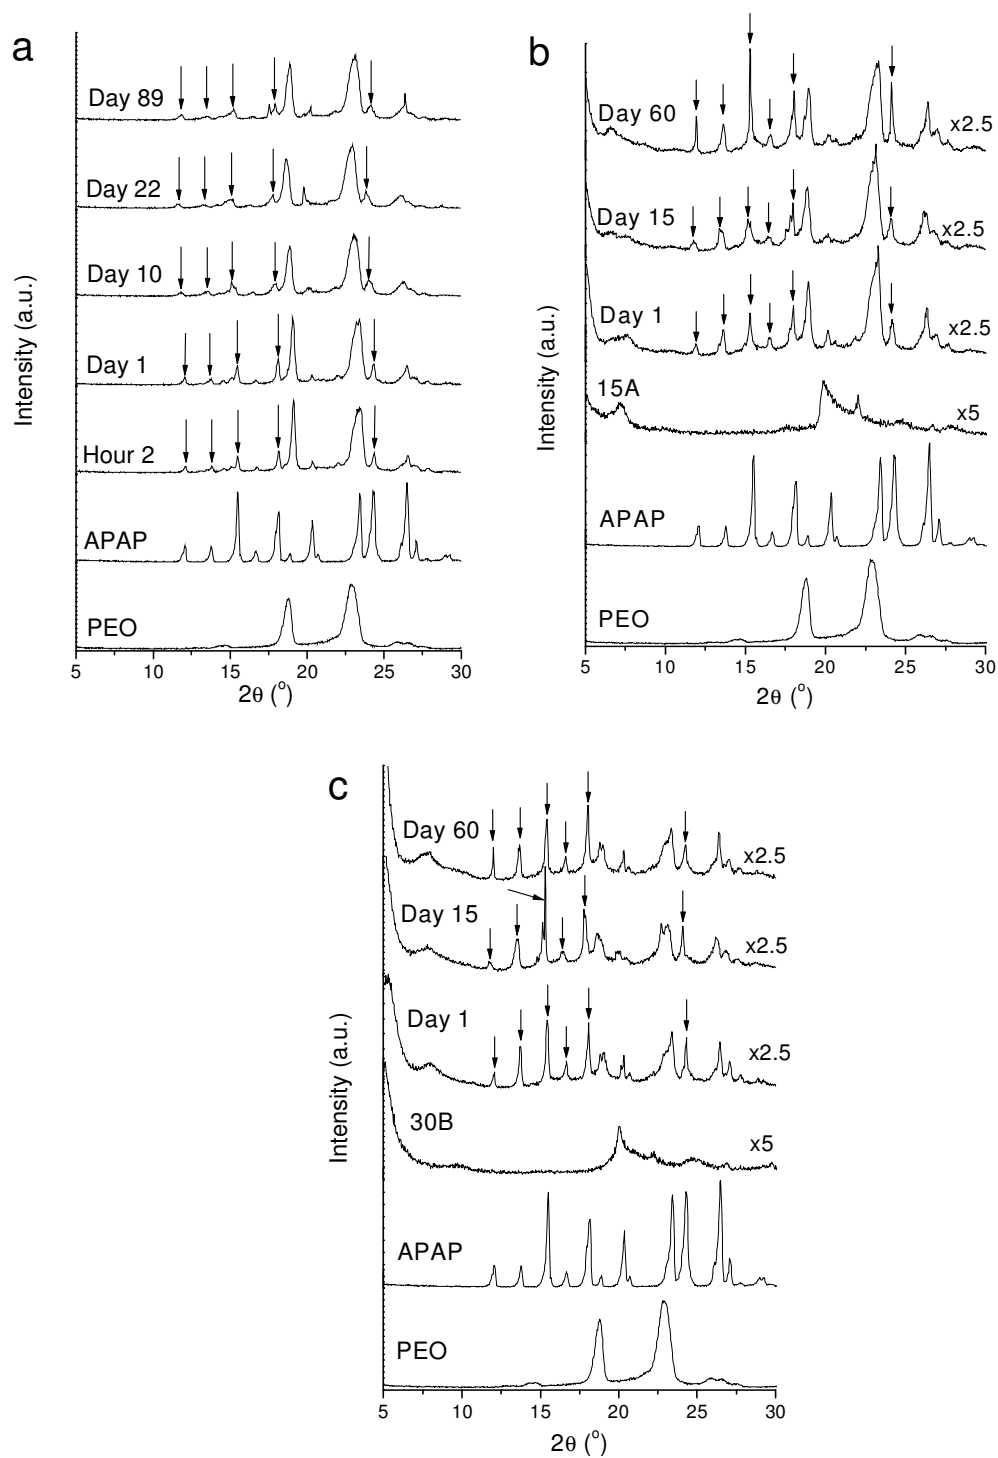 a
Day 89
Day 22
Day 10
Day 1
Hour 2
APAP
PEO
Intensity (a.u.)
5 10 15 20 25 30
2θ (°)
b
Day 60
x2.5
Day 15
x2.5
Day 1
x2.5
15A
x5
APAP
PEO
Intensity (a.u.)
5 10 15 20 25 30
2θ (°)
c
Day 60
x2.5
Day 15
x2.5
Day 1
x2.5
30B
x5
APAP
PEO
Intensity (a.u.)
5 10 15 20 25 30
2θ (°)